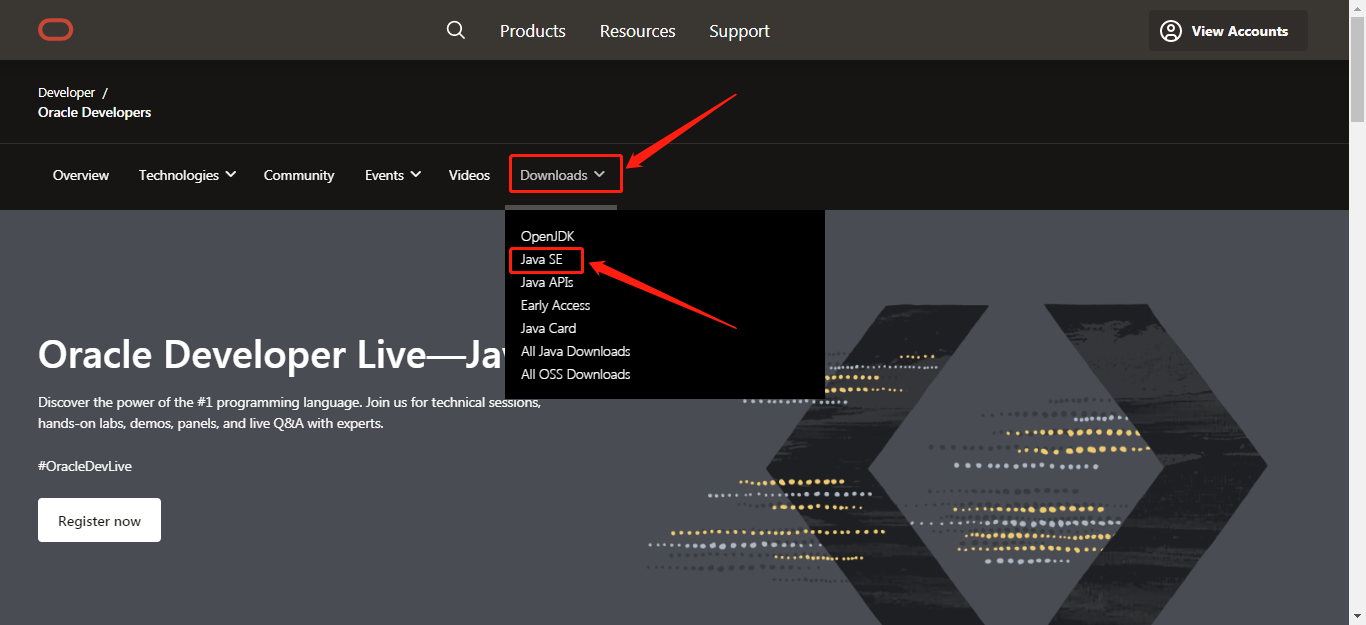 Products Resources Support View Accounts
Developer /
Oracle Developers
Overview Technologies Community Events Videos Downloads
OpenJDK
Java SE
Java APIs
Early Access
Java Card
All Java Downloads
All OSS Downloads
Oracle Developer Live—Jav
Discover the power of the #1 programming language. Join us for technical sessions,
hands-on labs, demos, panels, and live Q&A with experts.
#OracleDevLive
Register now